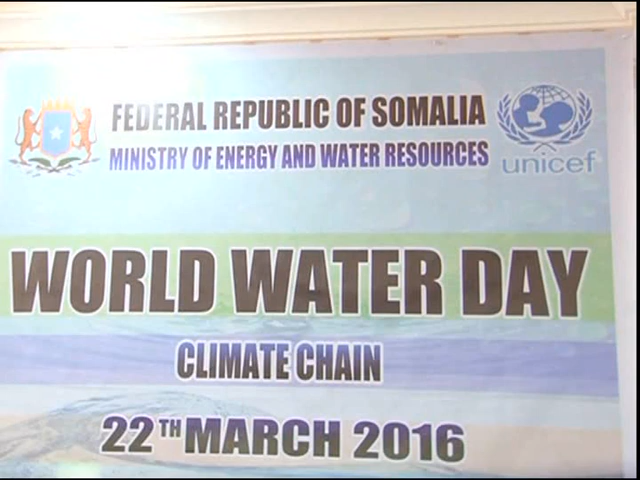 FEDERAL REPUBLIC OF SOMALIA
MINISTRY OF ENERGY AND WATER RESOURCES
unicef
WORLD WATER DAY
CLIMATE CHAIN
22TH MARCH 2016